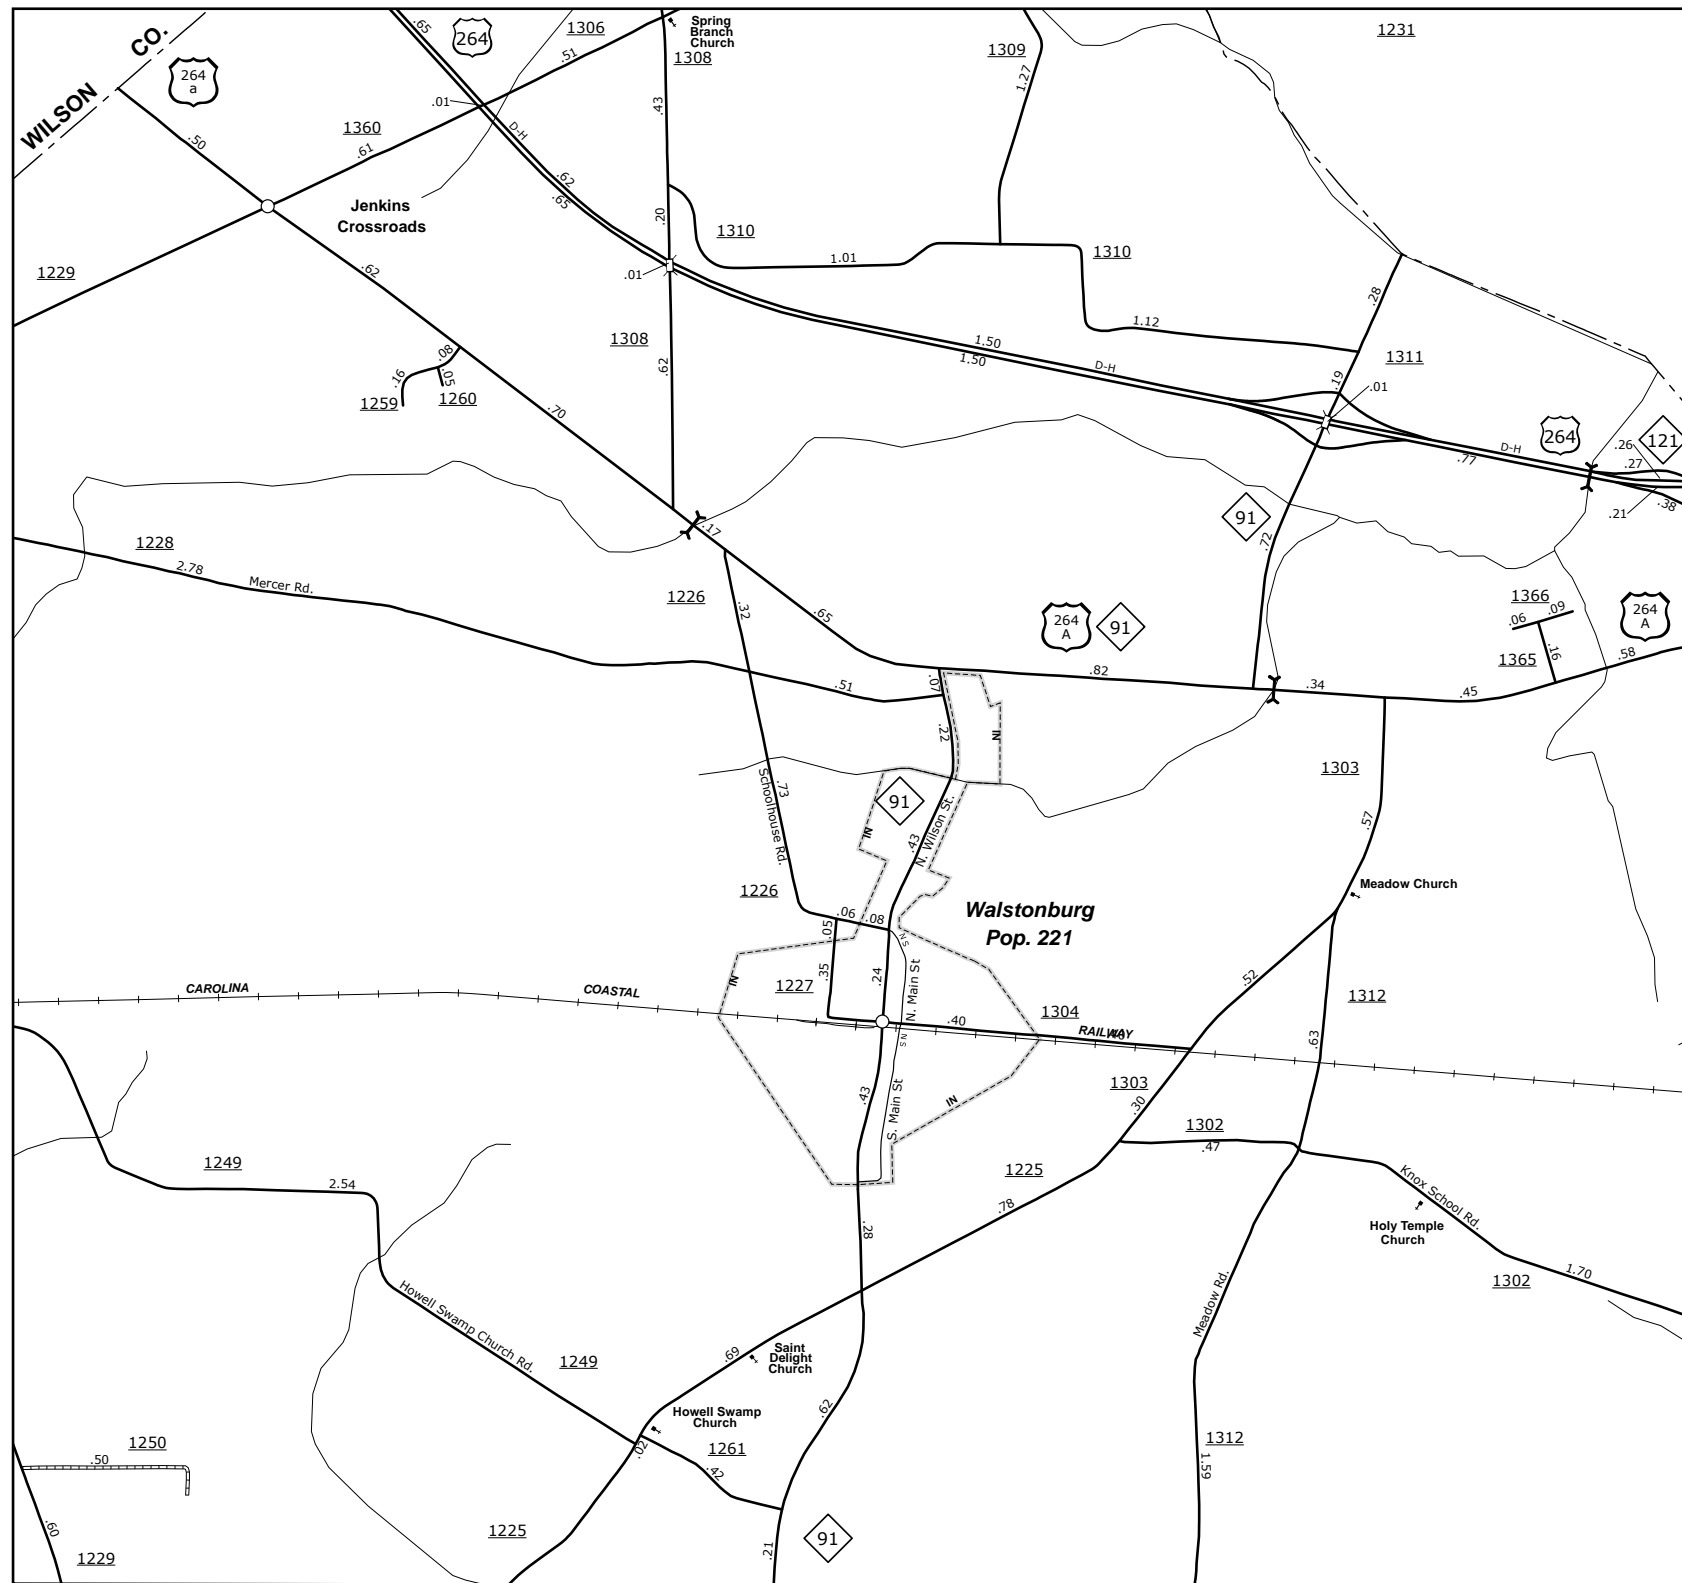 WILSON CO.
264
a
.65
264
1306
.51
Spring
Branch
Church
1308
1309
1.27
1231
.01
.43
D-H
.50
1360
.61
.62
.65
Jenkins
Crossroads
.20
1310
1.01
1310
1229
.62
.01
.28
1308
.62
1.12
1.50
1.50
D-H
1311
.19
.01
.08
.16
.05
1259
1260
.70
264
121
.26
D-H
.27
.77
.21
.38
91
.17
.72
1228
2.78
Mercer Rd.
1226
.32
.65
264
A
91
1366
.06
.09
264
A
1365
.16
.58
.51
.07
.82
.34
.45
.22
IN
1303
.73
Schoolhouse Rd.
91
IN
.43
N. Wilson St.
.57
1226
Meadow Church
.06
.08
.05
Walstonburg
Pop. 221
S N
IN
.35
.24
N. Main St
.52
1227
1304
1312
CAROLINA
COASTAL
RAILWAY
.40
.46
S N
.63
.43
S. Main St
IN
1303
.30
1302
.47
1249
2.54
1225
.78
Knox School Rd.
Holy Temple
Church
.28
1.70
1302
Howell Swamp Church Rd.
Meadow Rd.
1249
.69
Saint
Delight
Church
.62
Howell Swamp
Church
.02
1261
.42
1250
.50
1312
1.59
.60
1225
.21
91
1229